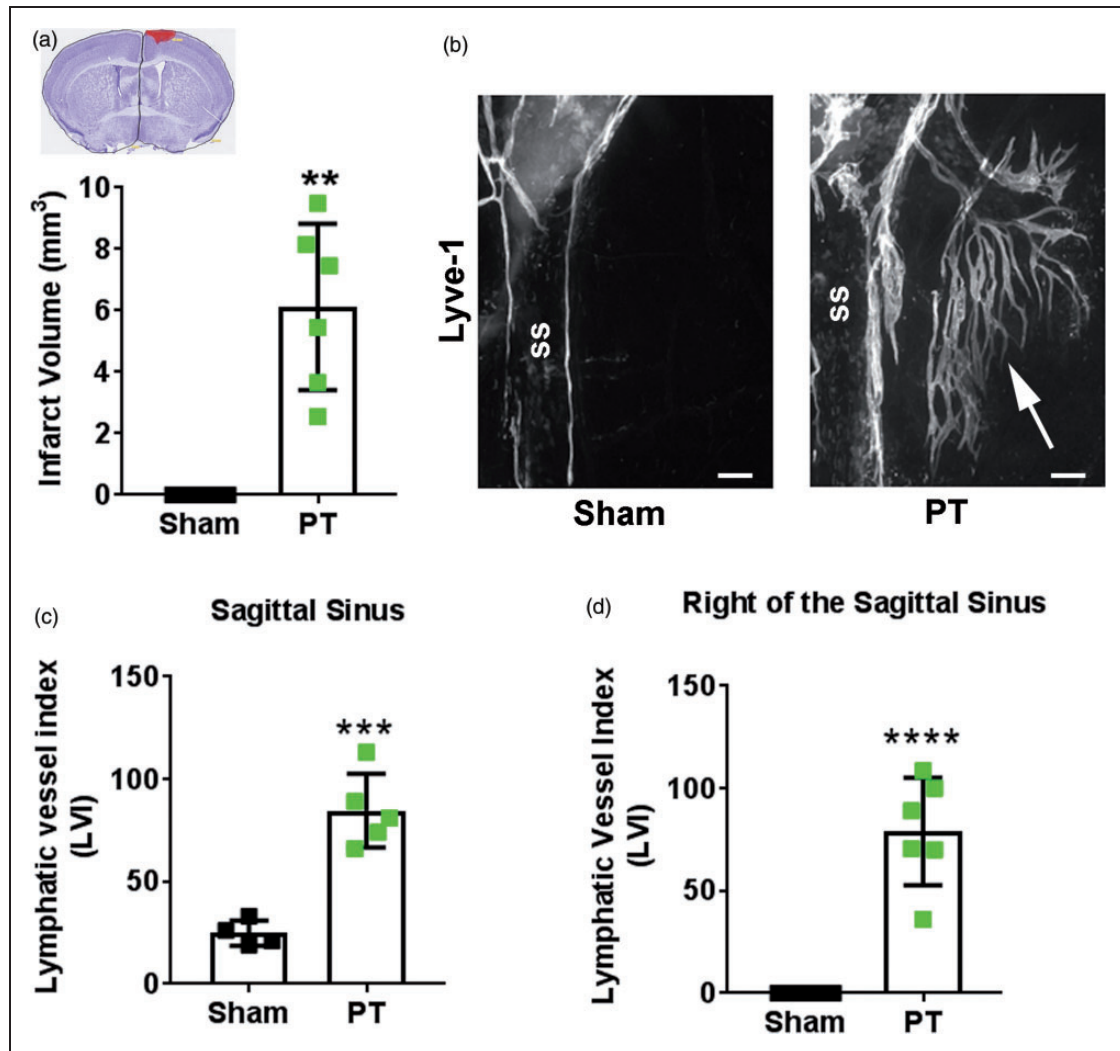 (a)
**
10
8
6
4
2
0
Infarct Volume (mm³)
Sham
PT
(b)
Lyve-1
SS
SS
Sham
PT
(c)
Sagittal Sinus
***
150
100
50
0
Lymphatic vessel index
(LVI)
Sham
PT
(d)
Right of the Sagittal Sinus
****
150
100
50
0
Lymphatic Vessel Index
(LVI)
Sham
PT